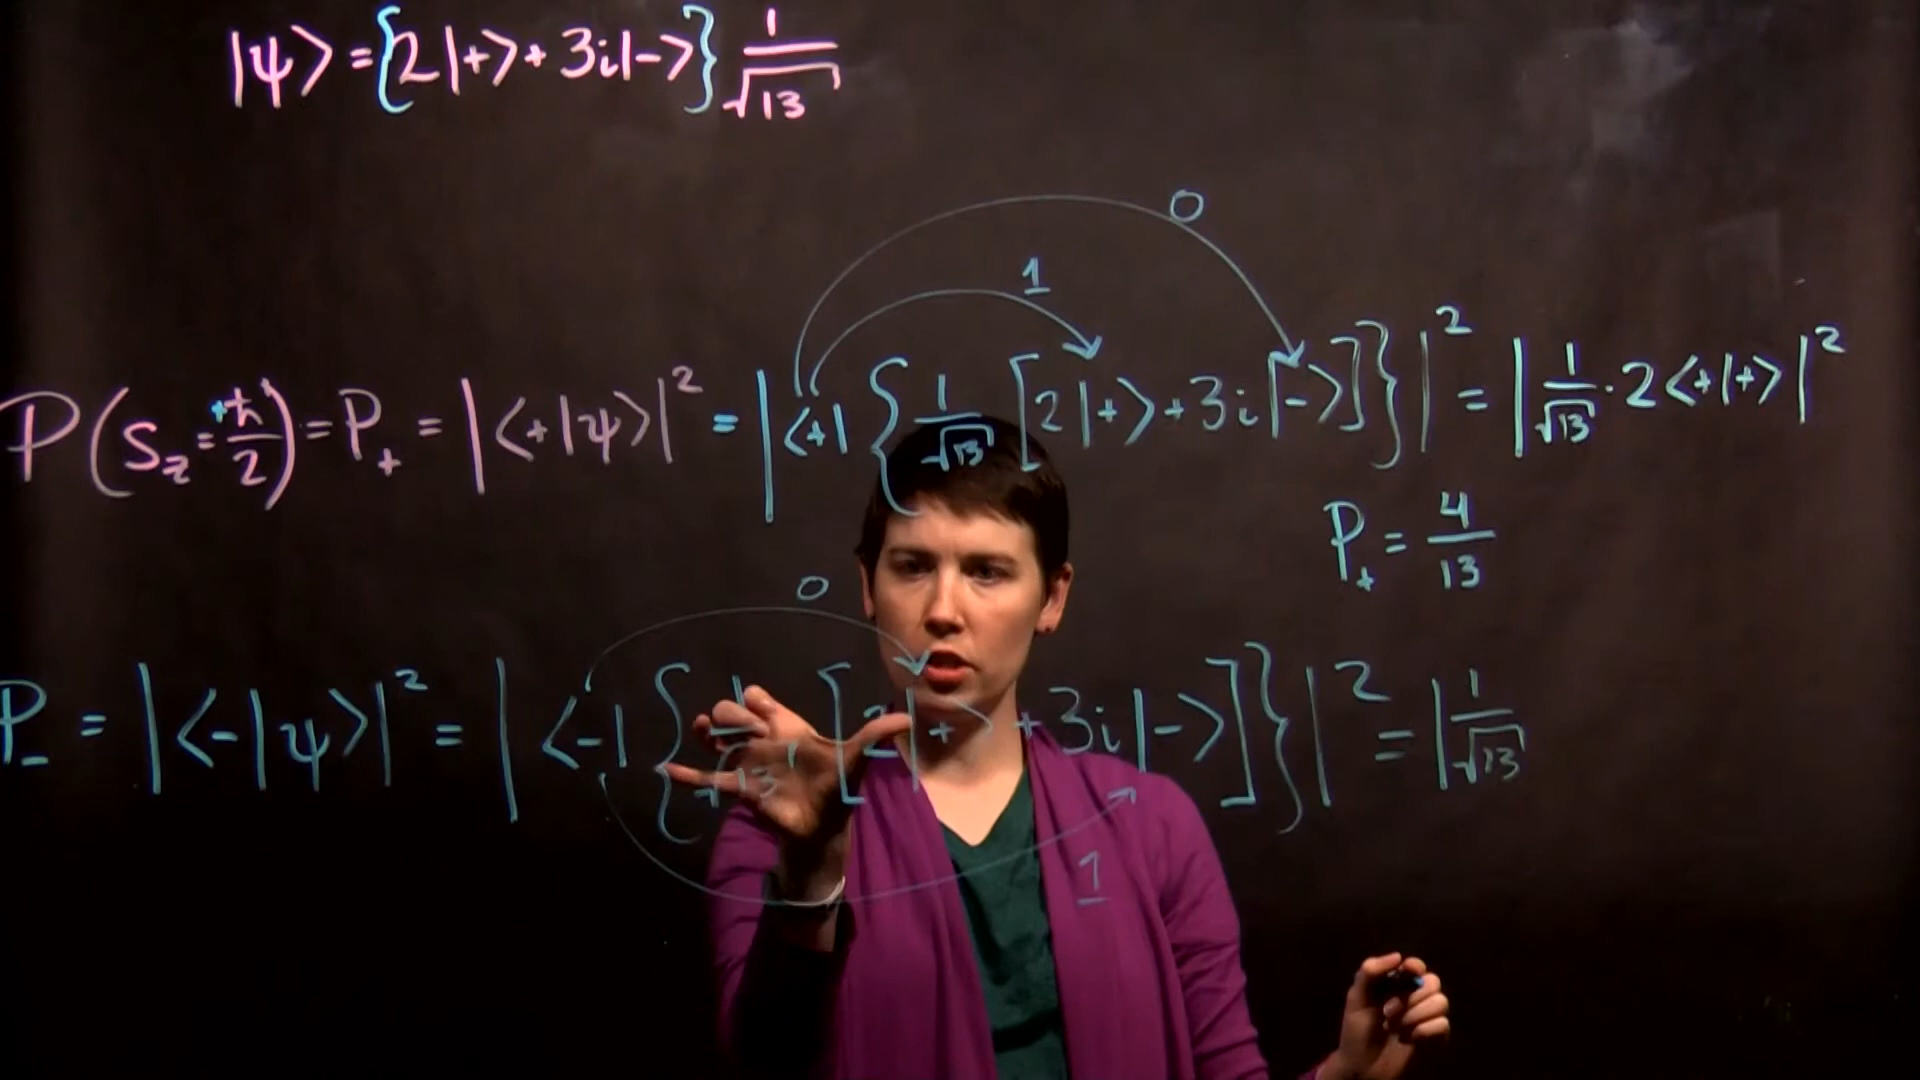 |ψ⟩ = {2|+⟩ + 3i|-⟩} 1/√13
0
1
P(S_z = +ħ/2) = P_+ = |⟨+|ψ⟩|² = |⟨+| {1/√13 [2|+⟩ + 3i|-⟩]}|² = |1/√13 · 2⟨+|+⟩|²
P_+ = 4/13
0
P_- = |⟨-|ψ⟩|² = |⟨-| {1/√13 · [2|+⟩ + 3i|-⟩]}|² = |1/√13
1